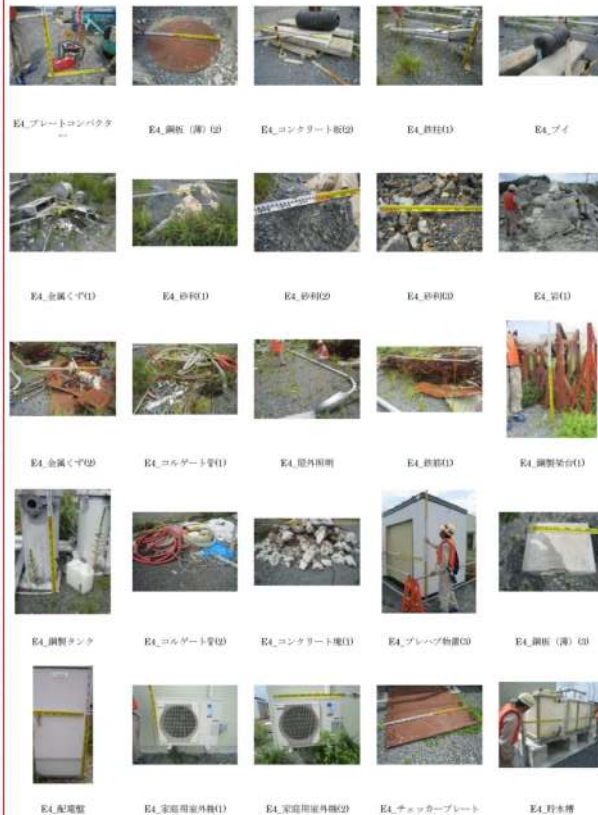 E4_プレートコンパクタ
E4_鋼板（薄）(2)
E4_コンクリート板(2)
E4_鉄柱(1)
E4_ブイ
E4_金属くず(1)
E4_砂利(1)
E4_砂利(2)
E4_砂利(3)
E4_岩(1)
E4_金属くず(2)
E4_コルゲート管(1)
E4_屋外照明
E4_鉄筋(1)
E4_鋼製架台(1)
E4_鋼製タンク
E4_コルゲート管(2)
E4_コンクリート塊(1)
E4_プレハブ物置(3)
E4_鋼板（薄）(3)
E4_配電盤
E4_家庭用室外機(1)
E4_家庭用室外機(2)
E4_チェッカープレート
E4_貯水槽